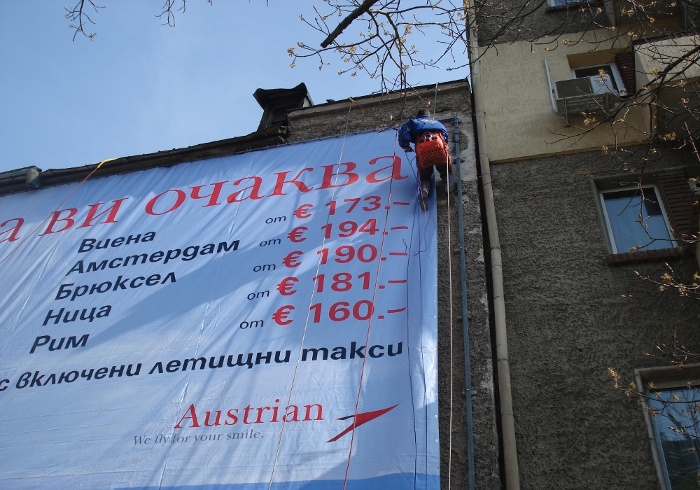 а ви очаква
Виена от € 173.–
Амстердам от € 194.–
Брюксел от € 190.–
Ница от € 181.–
Рим от € 160.–
с включени летищни такси
Austrian
We fly for your smile.